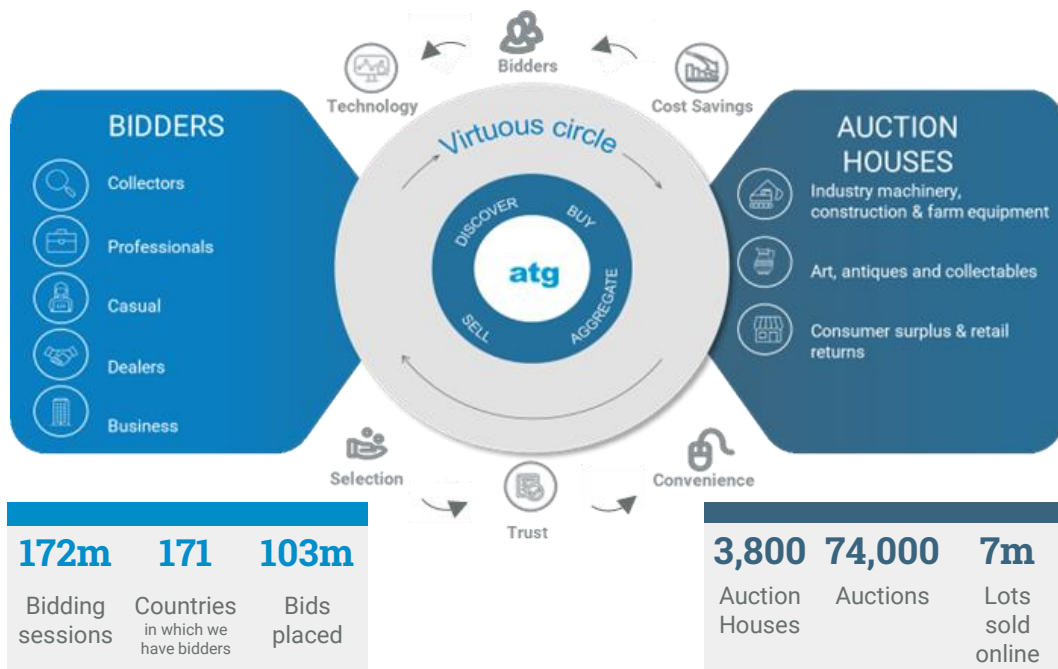 Bidders
Technology
Cost Savings
BIDDERS
Collectors
Professionals
Casual
Dealers
Business
Virtuous circle
DISCOVER
BUY
atg
SELL
AGGREGATE
AUCTION
HOUSES
Industry machinery,
construction & farm equipment
Art, antiques and collectables
Consumer surplus & retail
returns
Selection
Trust
Convenience
172m
Bidding
sessions
171
Countries
in which we
have bidders
103m
Bids
placed
3,800
Auction
Houses
74,000
Auctions
7m
Lots
sold
online